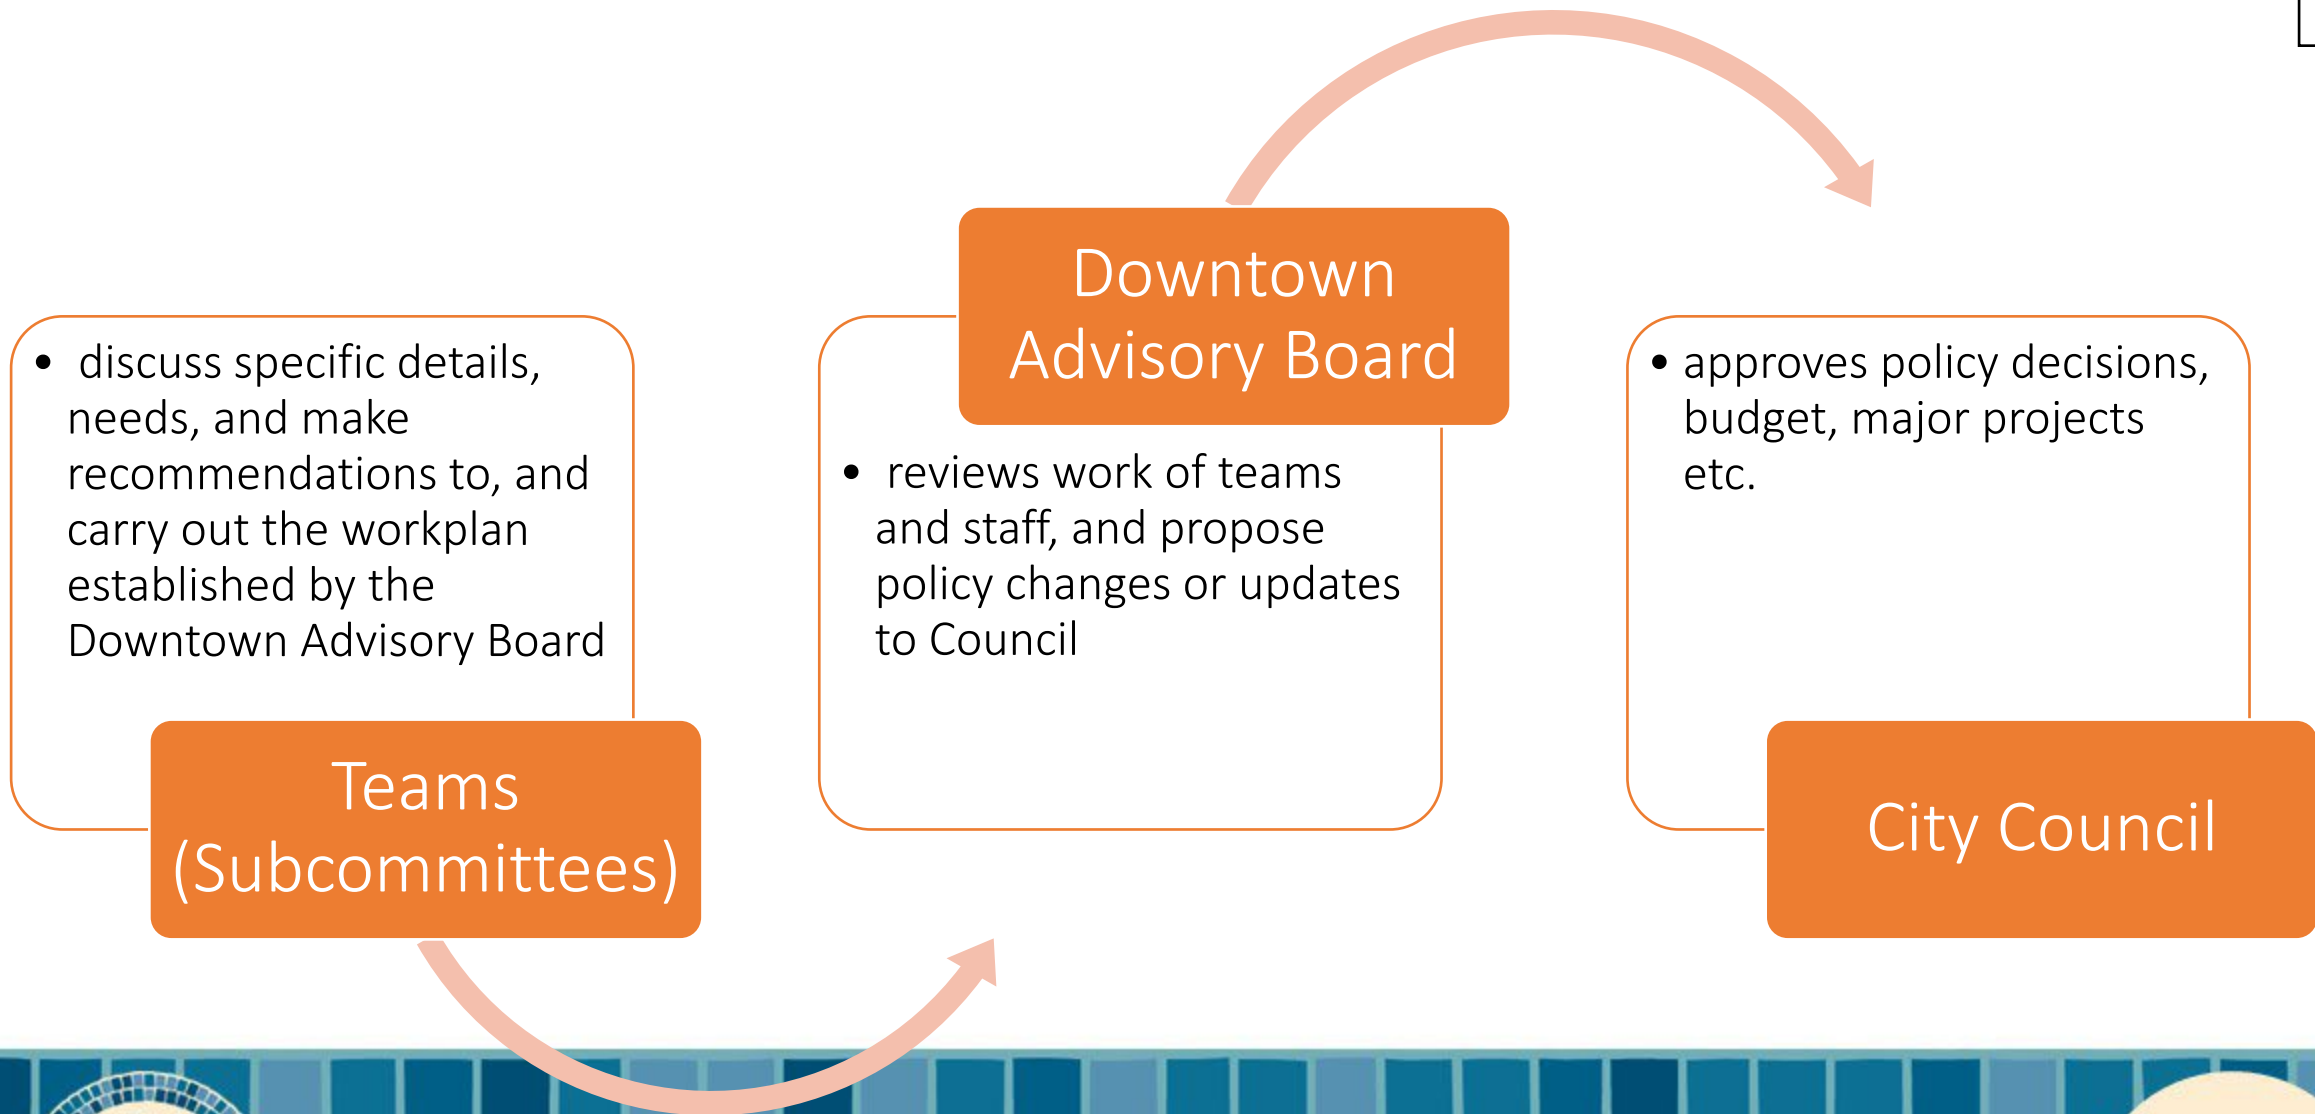 • discuss specific details,
needs, and make
recommendations to, and
carry out the workplan
established by the
Downtown Advisory Board
Teams
(Subcommittees)
Downtown
Advisory Board
• reviews work of teams
and staff, and propose
policy changes or updates
to Council
• approves policy decisions,
budget, major projects
etc.
City Council